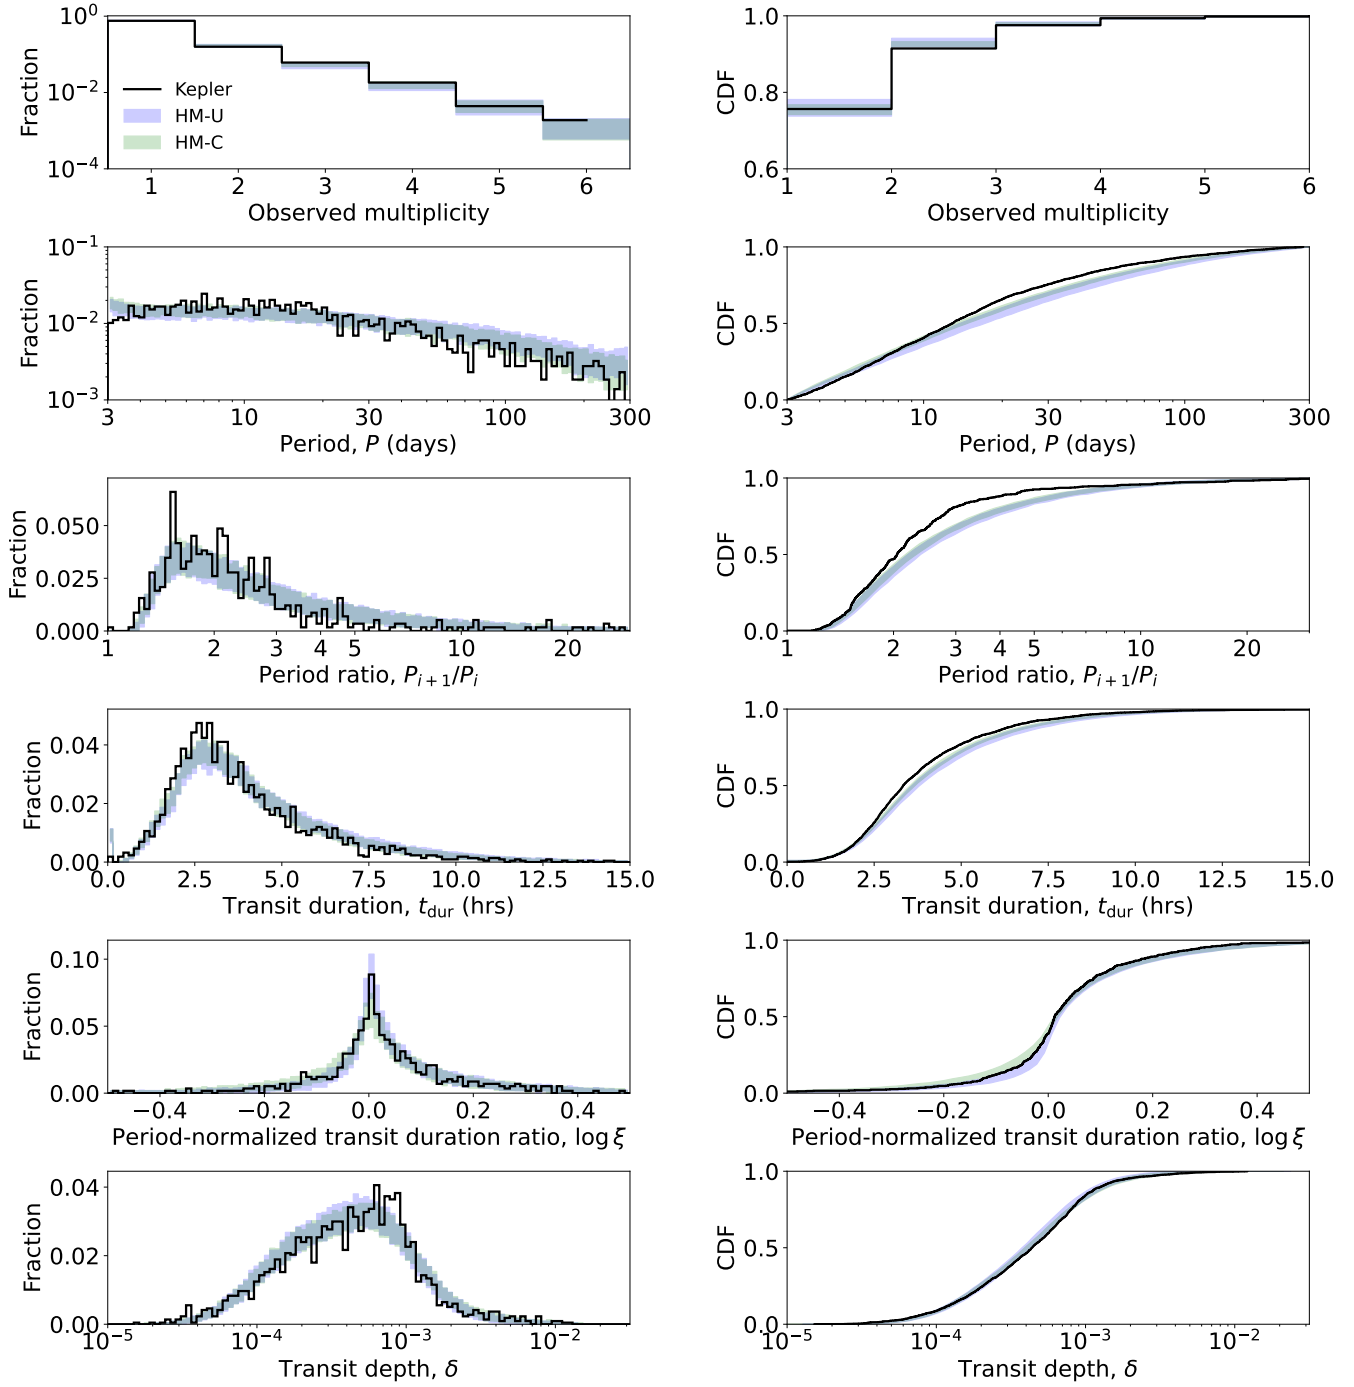 10⁰
10⁻²
10⁻⁴
Fraction
Kepler
HM-U
HM-C
1 2 3 4 5 6
Observed multiplicity
1.0
0.8
0.6
CDF
1 2 3 4 5 6
Observed multiplicity
10⁻¹
10⁻²
10⁻³
Fraction
3 10 30 100 300
Period, P (days)
1.0
0.5
0.0
CDF
3 10 30 100 300
Period, P (days)
0.050
0.025
0.000
Fraction
1 2 3 4 5 10 20
Period ratio, Pᵢ₊₁/Pᵢ
1.0
0.5
0.0
CDF
1 2 3 4 5 10 20
Period ratio, Pᵢ₊₁/Pᵢ
0.04
0.02
0.00
Fraction
0.0 2.5 5.0 7.5 10.0 12.5 15.0
Transit duration, t_dur (hrs)
1.0
0.5
0.0
CDF
0.0 2.5 5.0 7.5 10.0 12.5 15.0
Transit duration, t_dur (hrs)
0.10
0.05
0.00
Fraction
−0.4 −0.2 0.0 0.2 0.4
Period-normalized transit duration ratio, log ξ
1.0
0.5
0.0
CDF
−0.4 −0.2 0.0 0.2 0.4
Period-normalized transit duration ratio, log ξ
0.04
0.02
0.00
Fraction
10⁻⁵ 10⁻⁴ 10⁻³ 10⁻²
Transit depth, δ
1.0
0.5
0.0
CDF
10⁻⁵ 10⁻⁴ 10⁻³ 10⁻²
Transit depth, δ